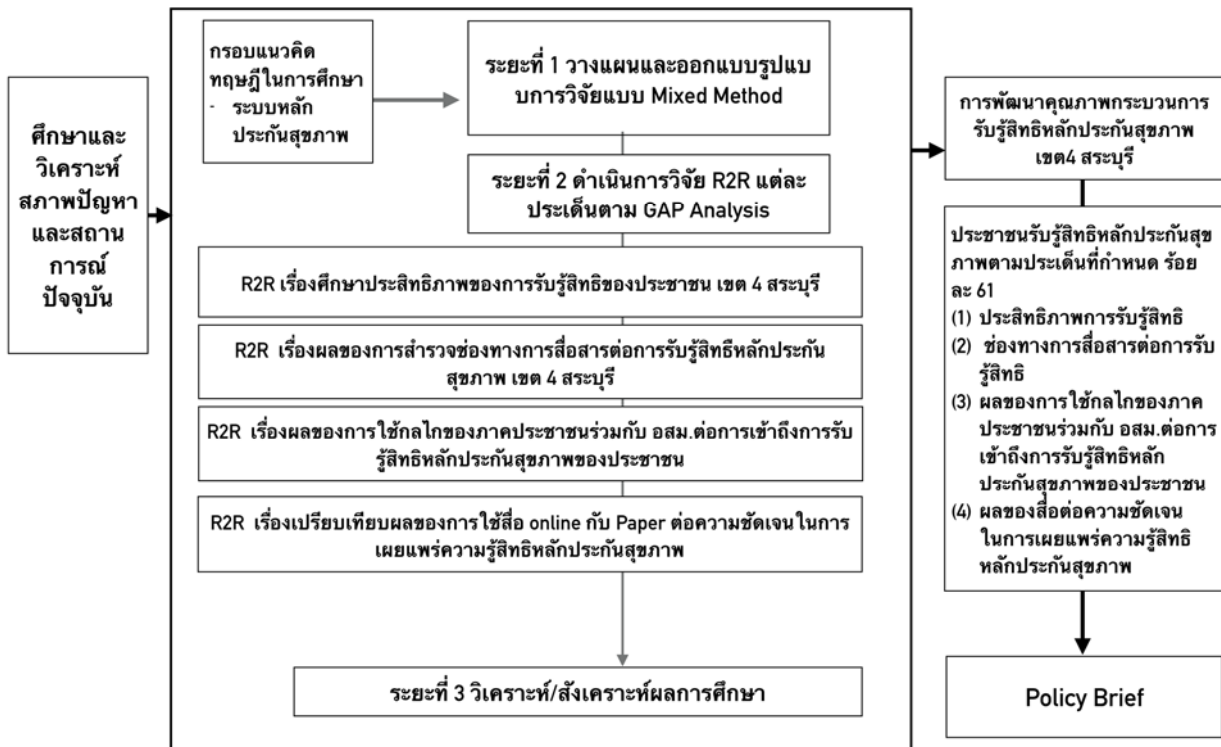 ศึกษาและ
วิเคราะห์
สภาพปัญหา
และสถาน
การณ์
ปัจจุบัน
กรอบแนวคิด
ทฤษฎีในการศึกษา
- ระบบหลัก
ประกันสุขภาพ
ระยะที่ 1 วางแผนและออกแบบรูปแบ
บการวิจัยแบบ Mixed Method
ระยะที่ 2 ดำเนินการวิจัย R2R แต่ละ
ประเด็นตาม GAP Analysis
R2R เรื่องศึกษาประสิทธิภาพของการรับรู้สิทธิของประชาชน เขต 4 สระบุรี
R2R เรื่องผลของการสำรวจช่องทางการสื่อสารต่อการรับรู้สิทธิหลักประกัน
สุขภาพ เขต 4 สระบุรี
R2R เรื่องผลของการใช้กลไกของภาคประชาชนร่วมกับ อสม.ต่อการเข้าถึงการรับ
รู้สิทธิหลักประกันสุขภาพของประชาชน
R2R เรื่องเปรียบเทียบผลของการใช้สื่อ online กับ Paper ต่อความชัดเจนในการ
เผยแพร่ความรู้สิทธิหลักประกันสุขภาพ
ระยะที่ 3 วิเคราะห์/สังเคราะห์ผลการศึกษา
การพัฒนาคุณภาพกระบวนการ
รับรู้สิทธิหลักประกันสุขภาพ
เขต4 สระบุรี
ประชาชนรับรู้สิทธิหลักประกันสุข
ภาพตามประเด็นที่กำหนด ร้อย
ละ 61
(1) ประสิทธิภาพการรับรู้สิทธิ
(2) ช่องทางการสื่อสารต่อการรับ
รู้สิทธิ
(3) ผลของการใช้กลไกของภาค
ประชาชนร่วมกับ อสม.ต่อการ
เข้าถึงการรับรู้สิทธิหลัก
ประกันสุขภาพของประชาชน
(4) ผลของสื่อต่อความชัดเจน
ในการเผยแพร่ความรู้สิทธิ
หลักประกันสุขภาพ
Policy Brief